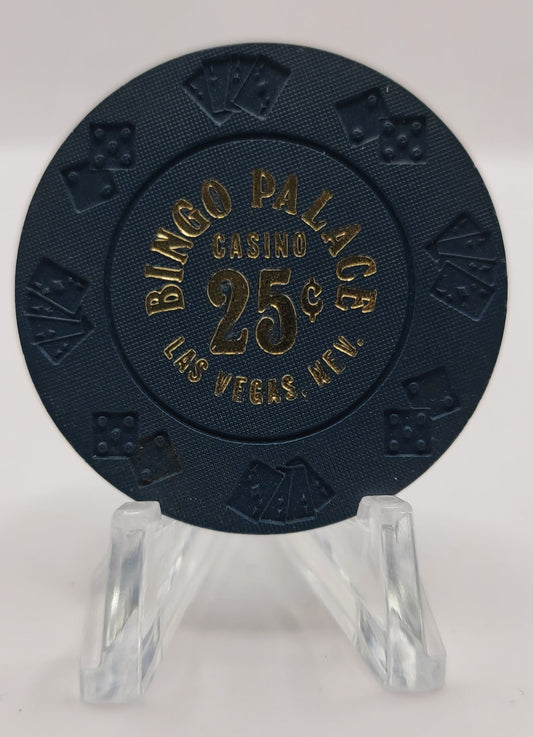 BINGO PALACE
CASINO
25¢
LAS VEGAS, NEV.